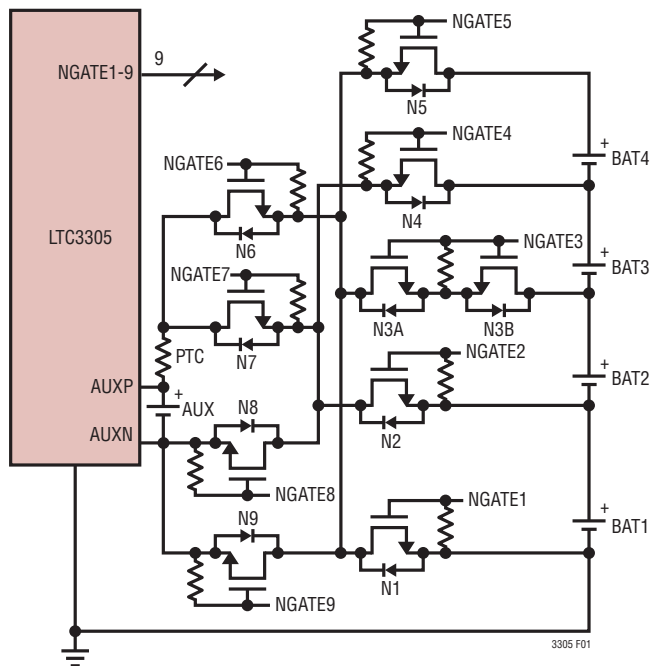 NGATE5
9
NGATE1-9
N5
NGATE4
BAT4
+
NGATE6
N4
LTC3305
NGATE3
+
N6
BAT3
NGATE7
N3A
N3B
PTC
N7
NGATE2
+
BAT2
AUXP
+
AUX
N8
N2
AUXN
NGATE8
NGATE1
N9
+
BAT1
N1
NGATE9
3305 F01
+